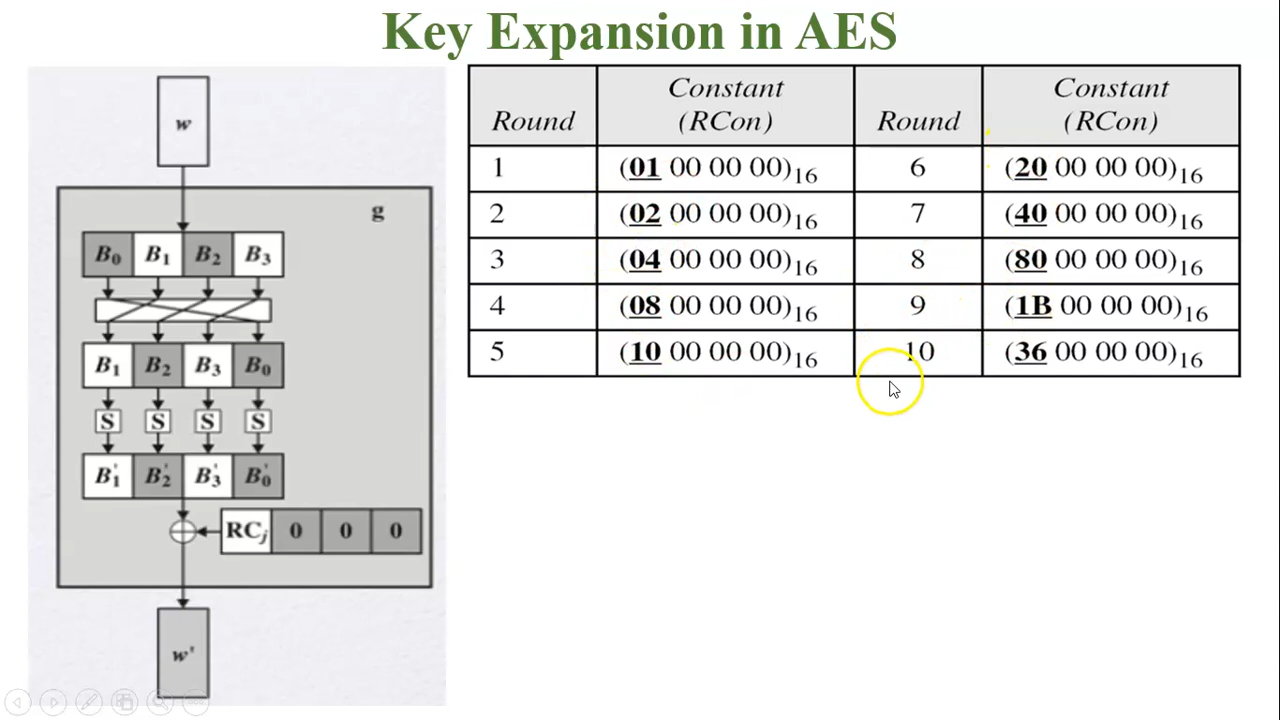 Key Expansion in AES
w
g
B₀ B₁ B₂ B₃
B₁ B₂ B₃ B₀
S S S S
B₁' B₂' B₃' B₀'
RCⱼ 0 0 0
w'
Round Constant (RCon) Round Constant (RCon)
1 (01 00 00 00)₁₆ 6 (20 00 00 00)₁₆
2 (02 00 00 00)₁₆ 7 (40 00 00 00)₁₆
3 (04 00 00 00)₁₆ 8 (80 00 00 00)₁₆
4 (08 00 00 00)₁₆ 9 (1B 00 00 00)₁₆
5 (10 00 00 00)₁₆ 10 (36 00 00 00)₁₆